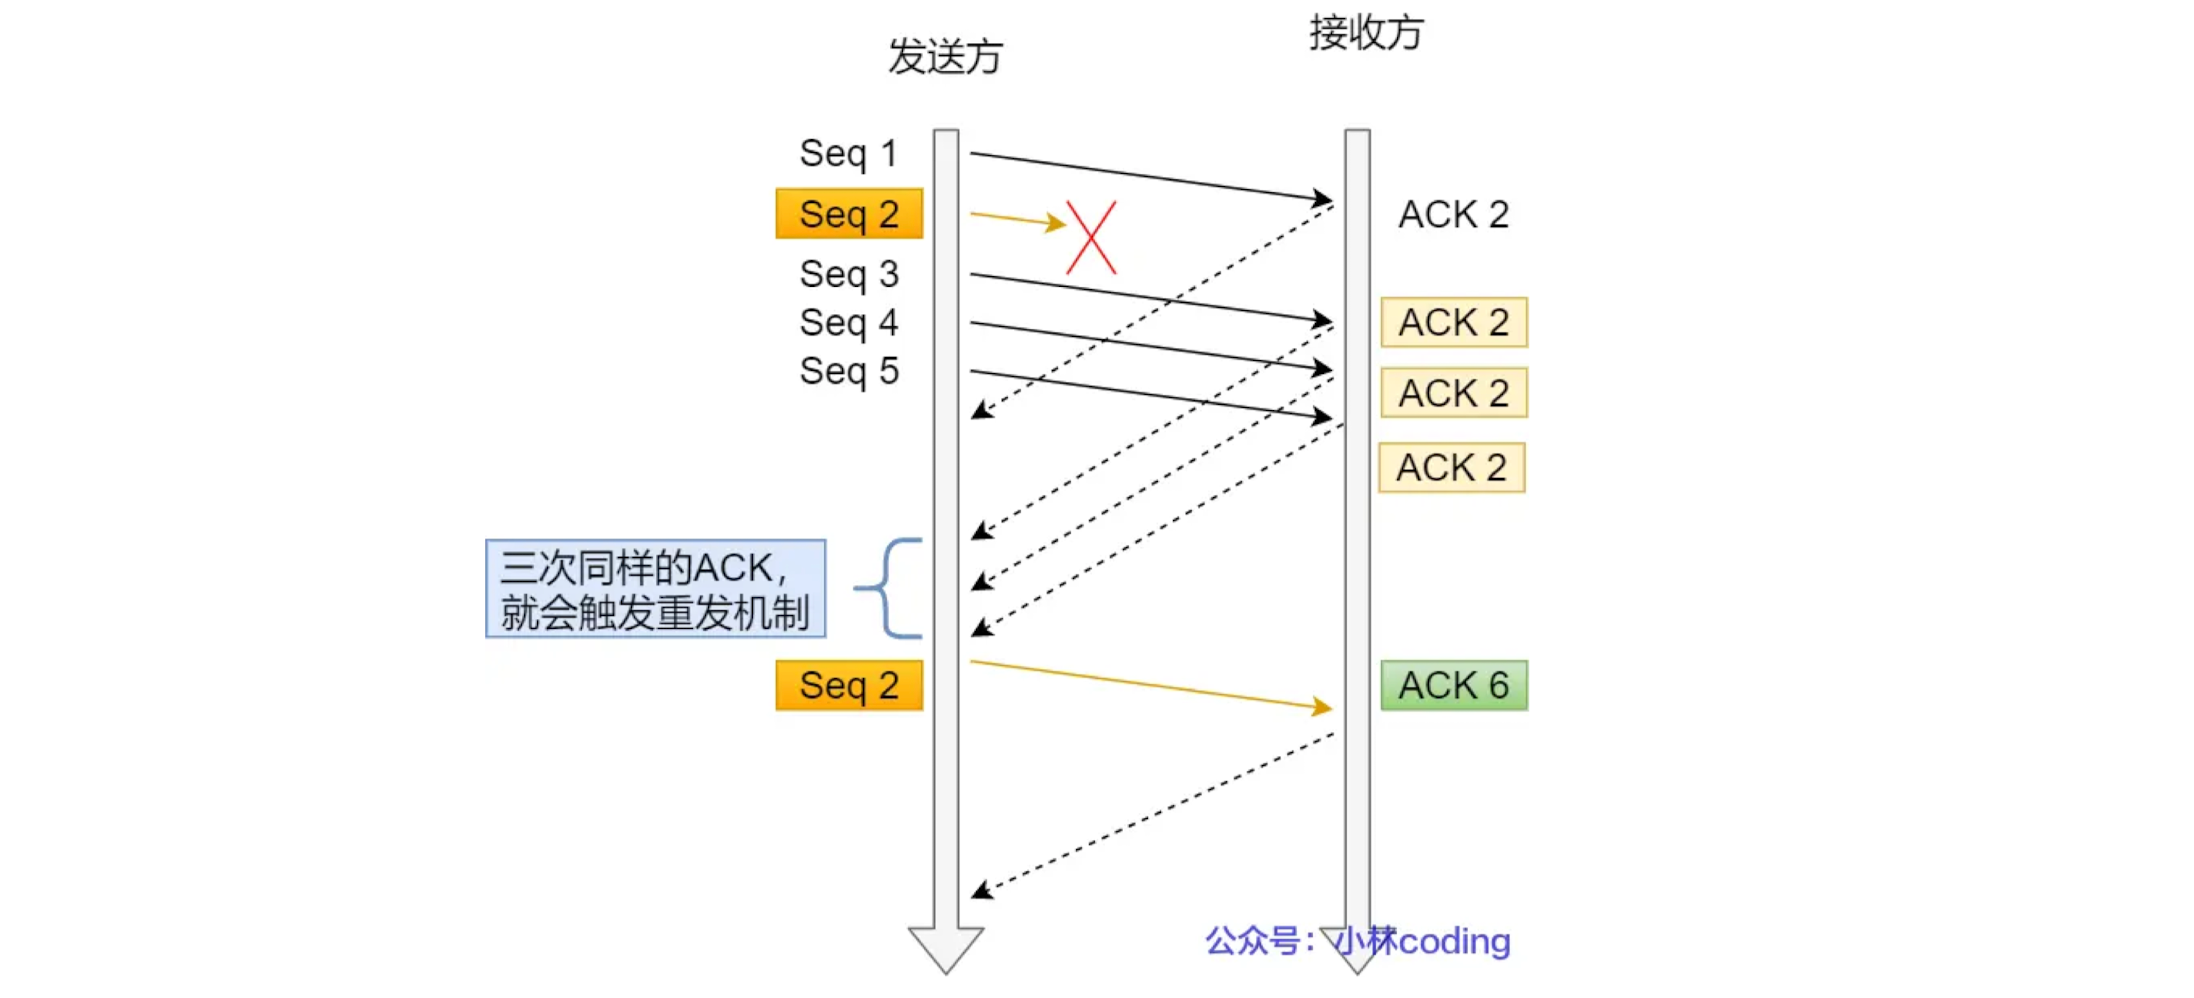 发送方
接收方
Seq 1
Seq 2
ACK 2
Seq 3
Seq 4
ACK 2
Seq 5
ACK 2
ACK 2
三次同样的ACK，
就会触发重发机制
Seq 2
ACK 6
公众号：小林coding